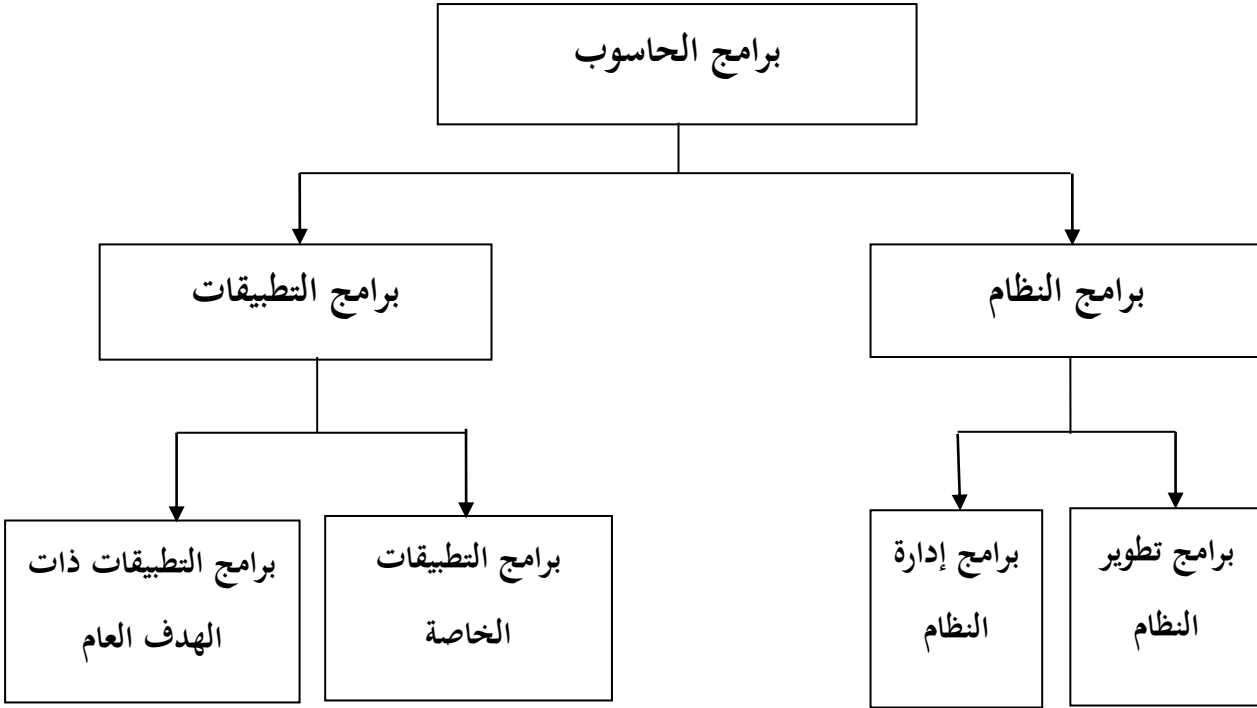 برامج الحاسوب
برامج النظام
برامج التطبيقات
برامج تطوير
النظام
برامج إدارة
النظام
برامج التطبيقات
الخاصة
برامج التطبيقات ذات
الهدف العام